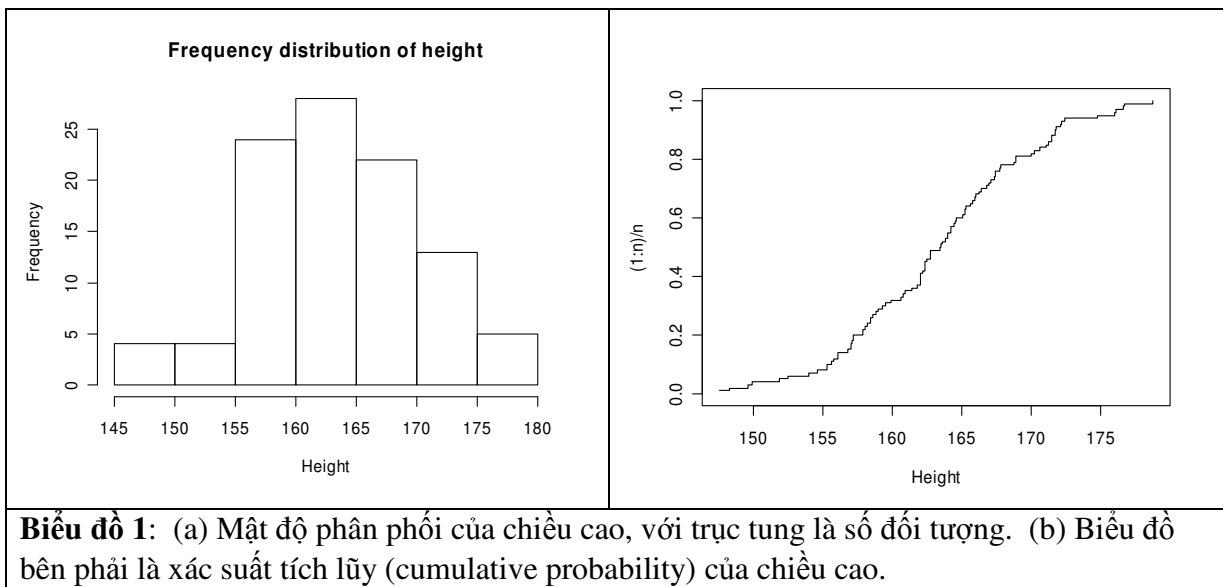 Frequency distribution of height
Frequency
0 5 10 15 20 25
145 150 155 160 165 170 175 180
Height
(1:n)/n
0.0 0.2 0.4 0.6 0.8 1.0
150 155 160 165 170 175
Height
Biểu đồ 1: (a) Mật độ phân phối của chiều cao, với trục tung là số đối tượng. (b) Biểu đồ
bên phải là xác suất tích lũy (cumulative probability) của chiều cao.